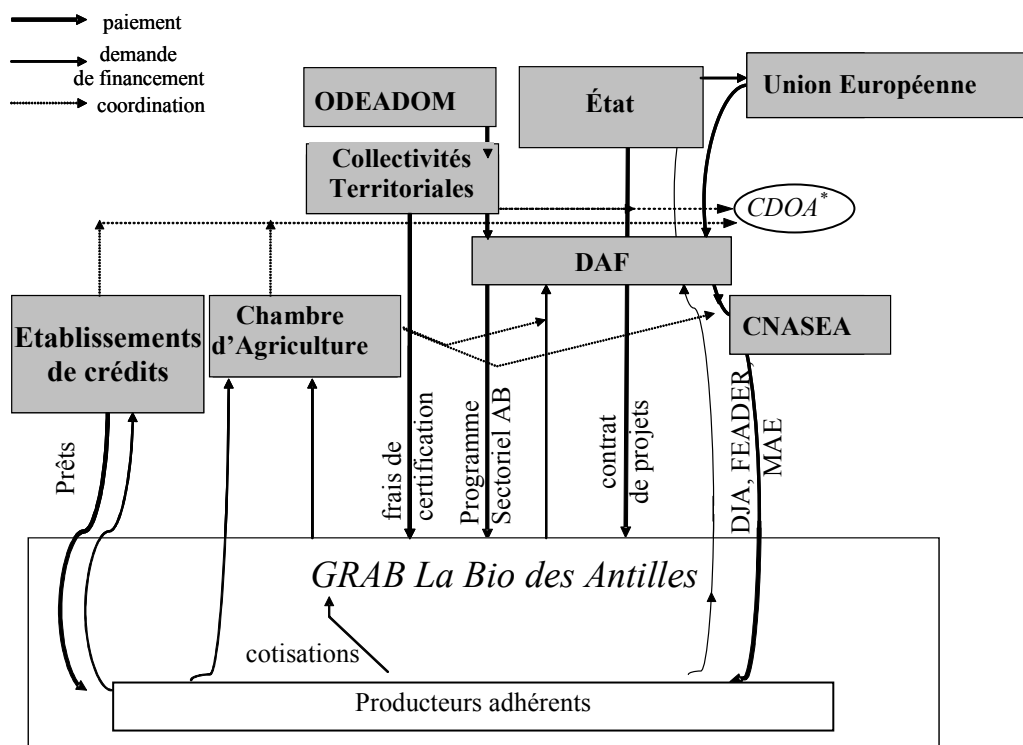 paiement
demande
de financement
coordination
ODEADOM
État
Union Européenne
Collectivités
Territoriales
CDOA*
DAF
Etablissements
de crédits
Chambre
d'Agriculture
CNASEA
Prêts
frais de
certification
Programme
Sectoriel AB
contrat
de projets
DJA, FEADER,
MAE
GRAB La Bio des Antilles
cotisations
Producteurs adhérents